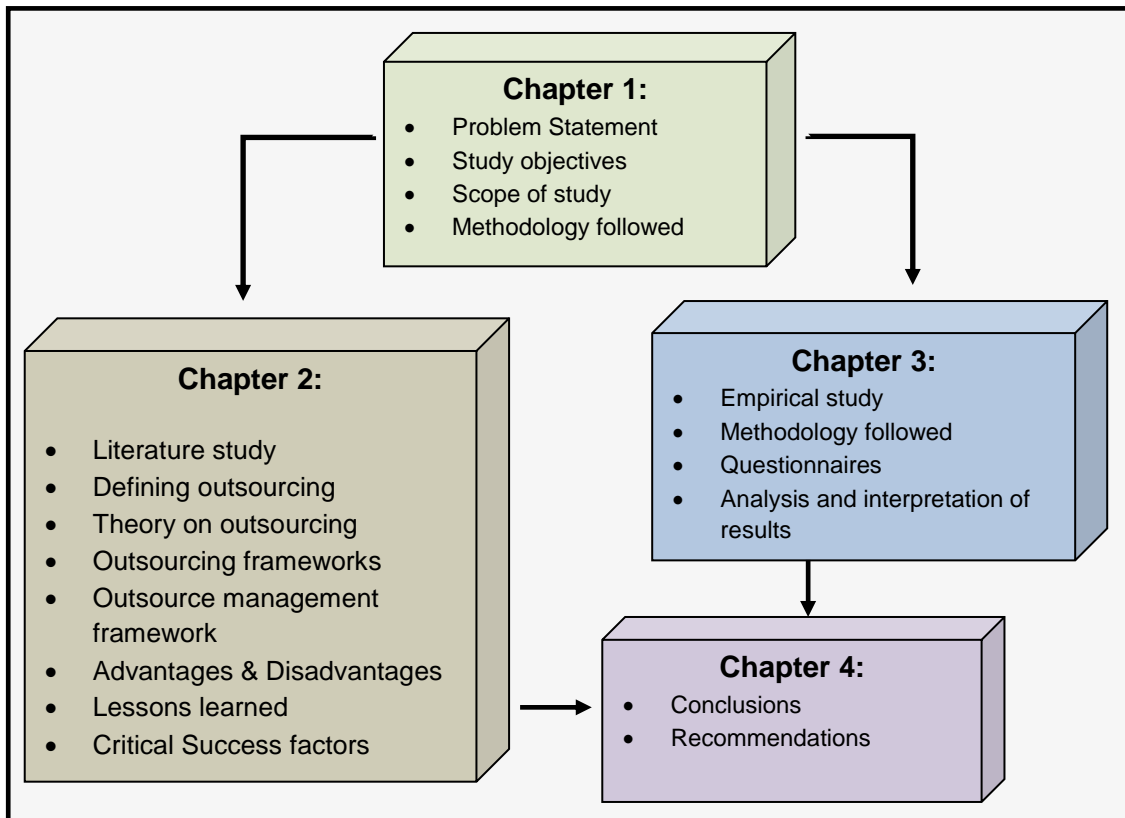 Chapter 1:
• Problem Statement
• Study objectives
• Scope of study
• Methodology followed
Chapter 2:
• Literature study
• Defining outsourcing
• Theory on outsourcing
• Outsourcing frameworks
• Outsource management
framework
• Advantages & Disadvantages
• Lessons learned
• Critical Success factors
Chapter 3:
• Empirical study
• Methodology followed
• Questionnaires
• Analysis and interpretation of
results
Chapter 4:
• Conclusions
• Recommendations